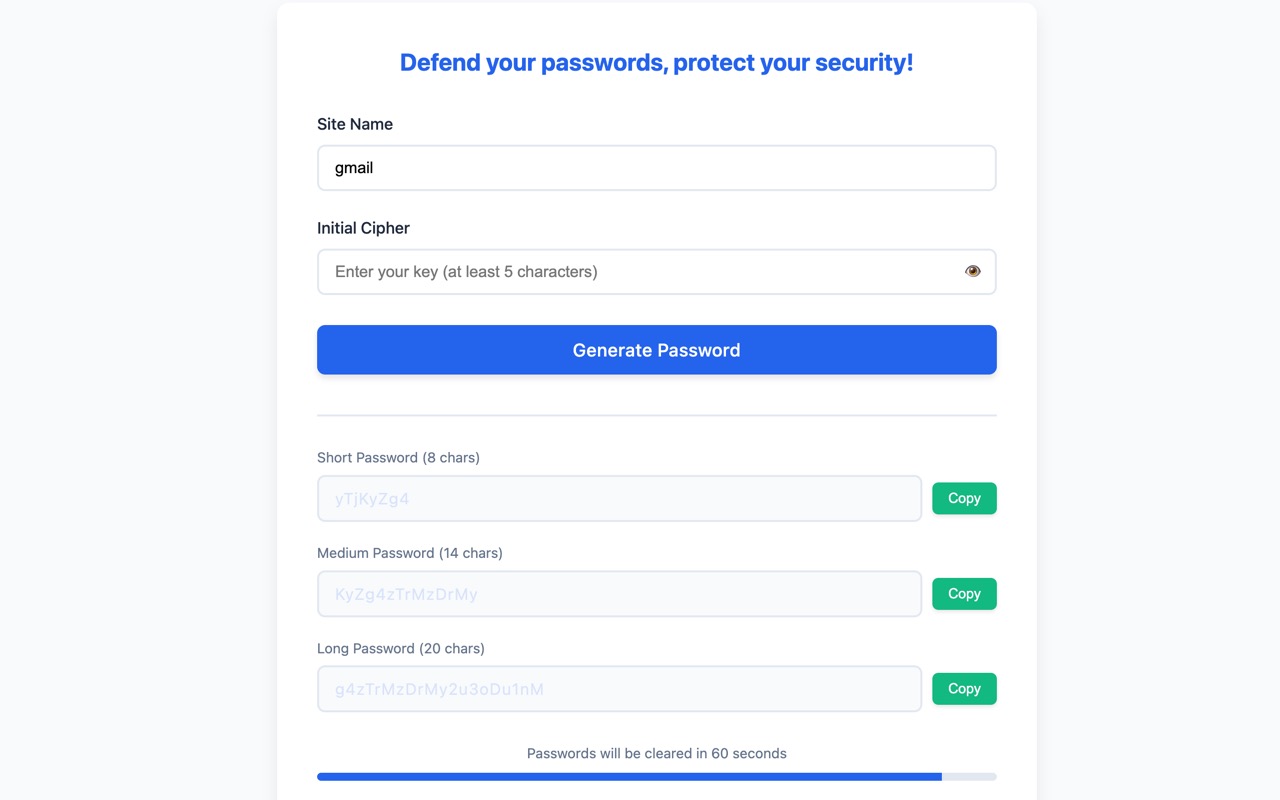 Defend your passwords, protect your security!
Site Name
gmail
Initial Cipher
Enter your key (at least 5 characters)
Generate Password
Short Password (8 chars)
yTjKyZg4
Copy
Medium Password (14 chars)
KyZg4zTrMzDrMy
Copy
Long Password (20 chars)
g4zTrMzDrMy2u3oDu1nM
Copy
Passwords will be cleared in 60 seconds